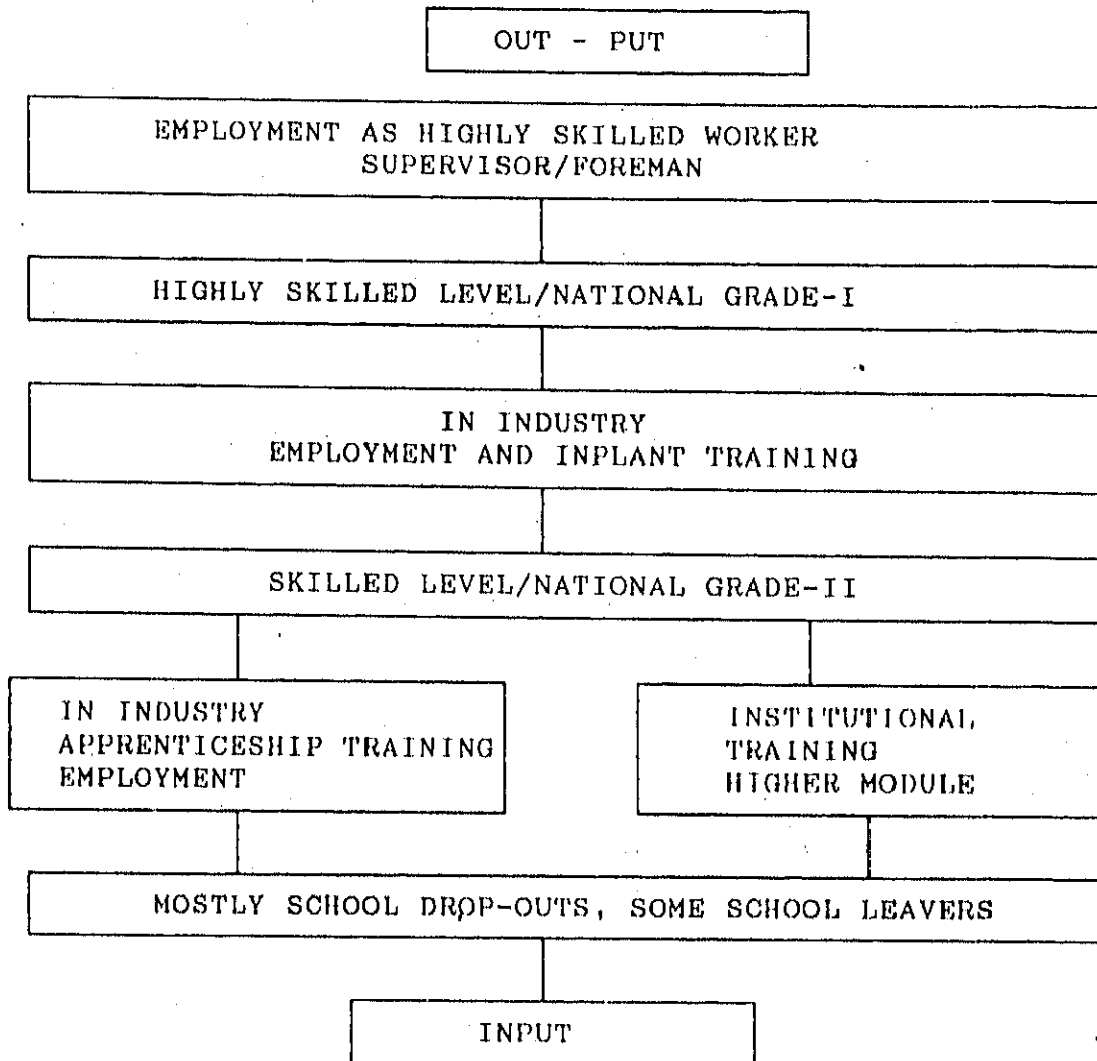 OUT - PUT
EMPLOYMENT AS HIGHLY SKILLED WORKER
SUPERVISOR/FOREMAN
HIGHLY SKILLED LEVEL/NATIONAL GRADE-I
IN INDUSTRY
EMPLOYMENT AND INPLANT TRAINING
SKILLED LEVEL/NATIONAL GRADE-II
IN INDUSTRY
APPRENTICESHIP TRAINING
EMPLOYMENT
INSTITUTIONAL
TRAINING
HIGHER MODULE
MOSTLY SCHOOL DROP-OUTS, SOME SCHOOL LEAVERS
INPUT